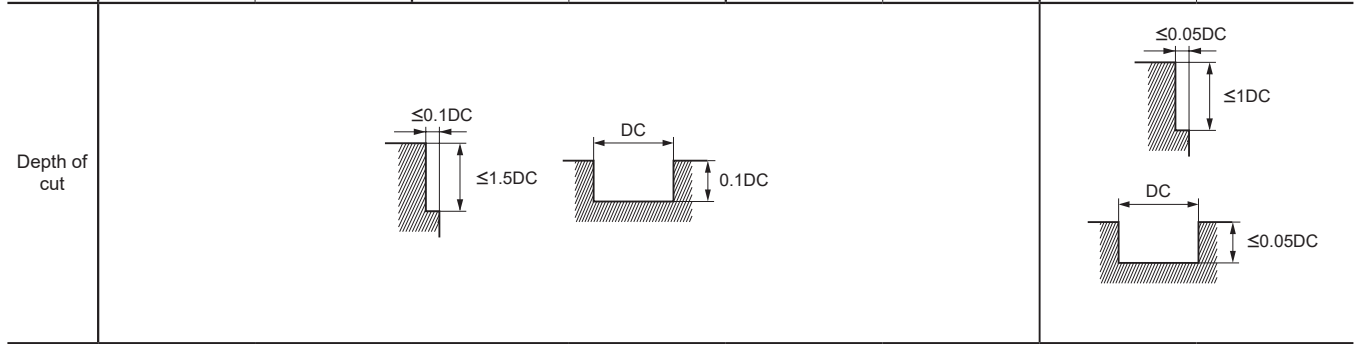 Depth of
cut
≤0.1DC
≤1.5DC
DC
0.1DC
≤0.05DC
≤1DC
DC
≤0.05DC